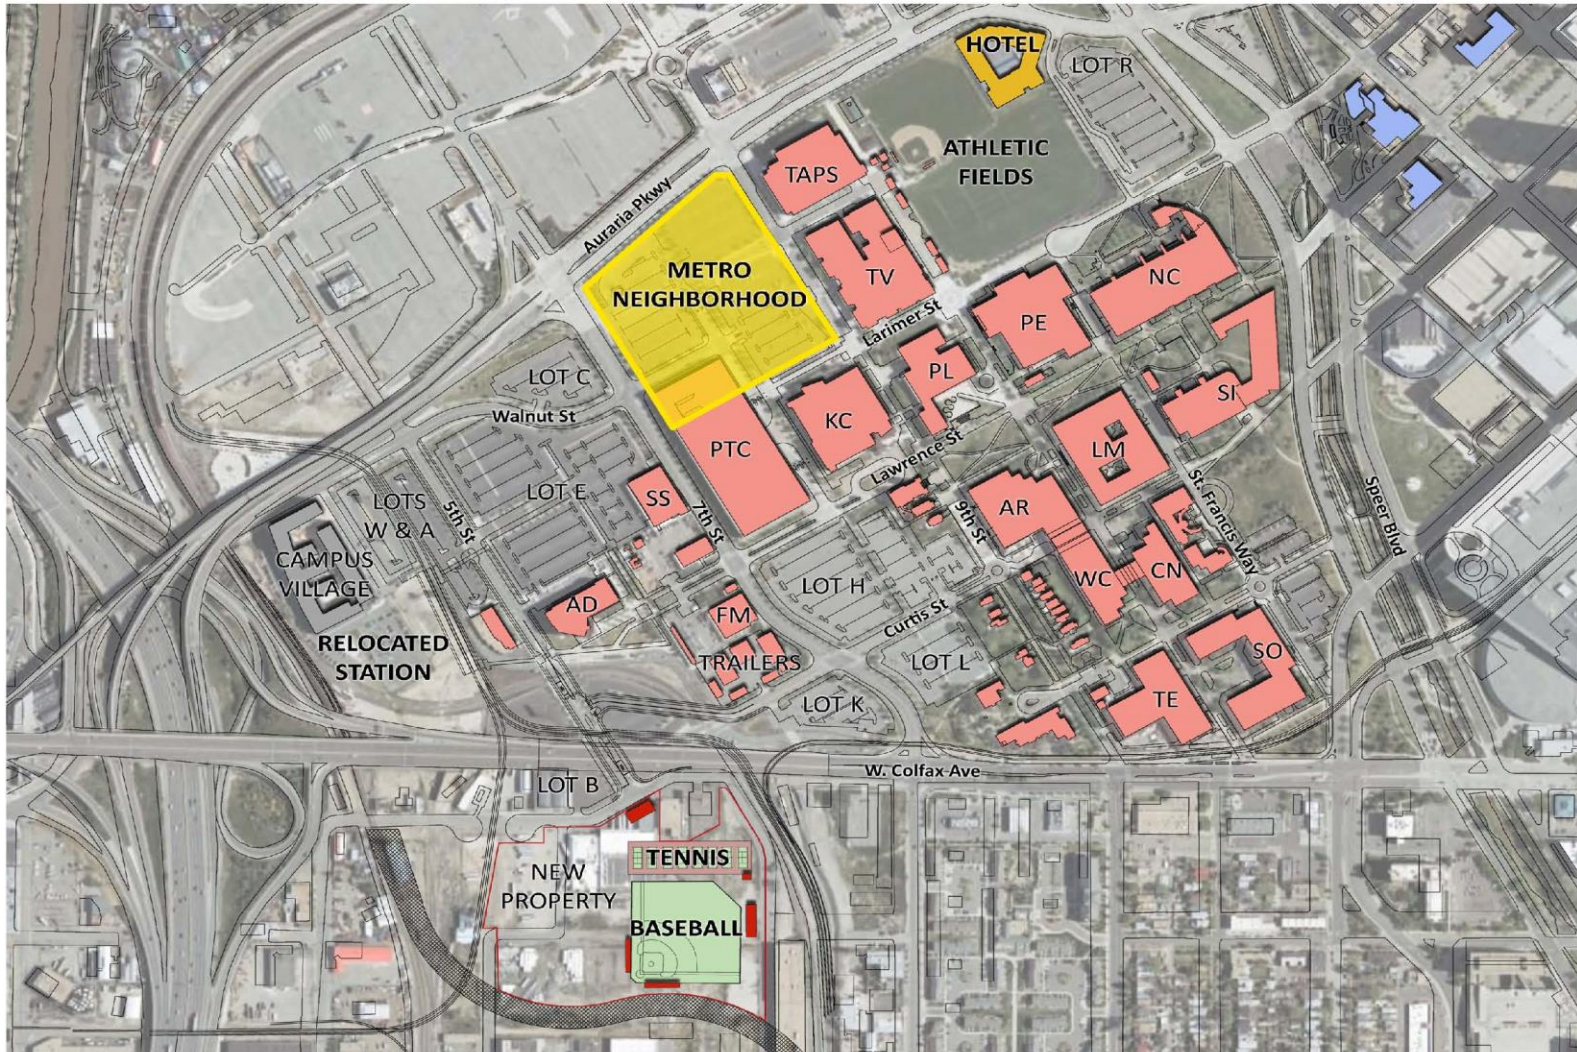 HOTEL
LOT R
ATHLETIC
FIELDS
TAPS
Auraria Pkwy
METRO
NEIGHBORHOOD
TV
NC
Larimer St
PE
LOT C
Walnut St
PL
SI
KC
PTC
LM
Lawrence St
LOT E
LOTS
W & A
5th St
SS
7th St
AR
9th St
St. Francis Way
Speer Blvd
CAMPUS
VILLAGE
LOT H
WC
CN
AD
FM
Curtis St
RELOCATED
STATION
TRAILERS
LOT L
SO
LOT K
TE
W. Colfax Ave
LOT B
TENNIS
NEW
PROPERTY
BASEBALL